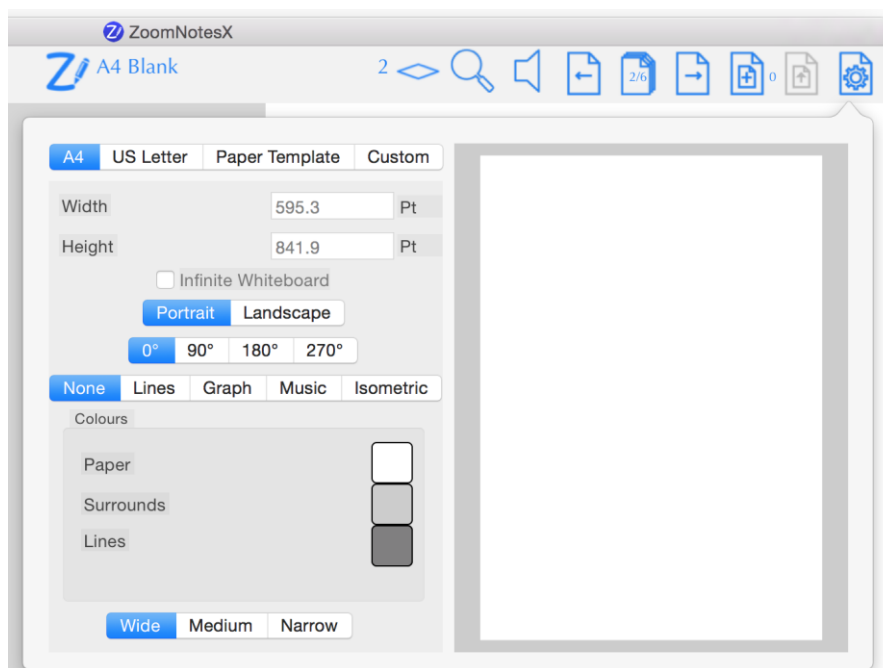 ZoomNotesX
A4 Blank 2 2/6 0
A4 US Letter Paper Template Custom
Width 595.3 Pt
Height 841.9 Pt
Infinite Whiteboard
Portrait Landscape
0° 90° 180° 270°
None Lines Graph Music Isometric
Colours
Paper
Surrounds
Lines
Wide Medium Narrow